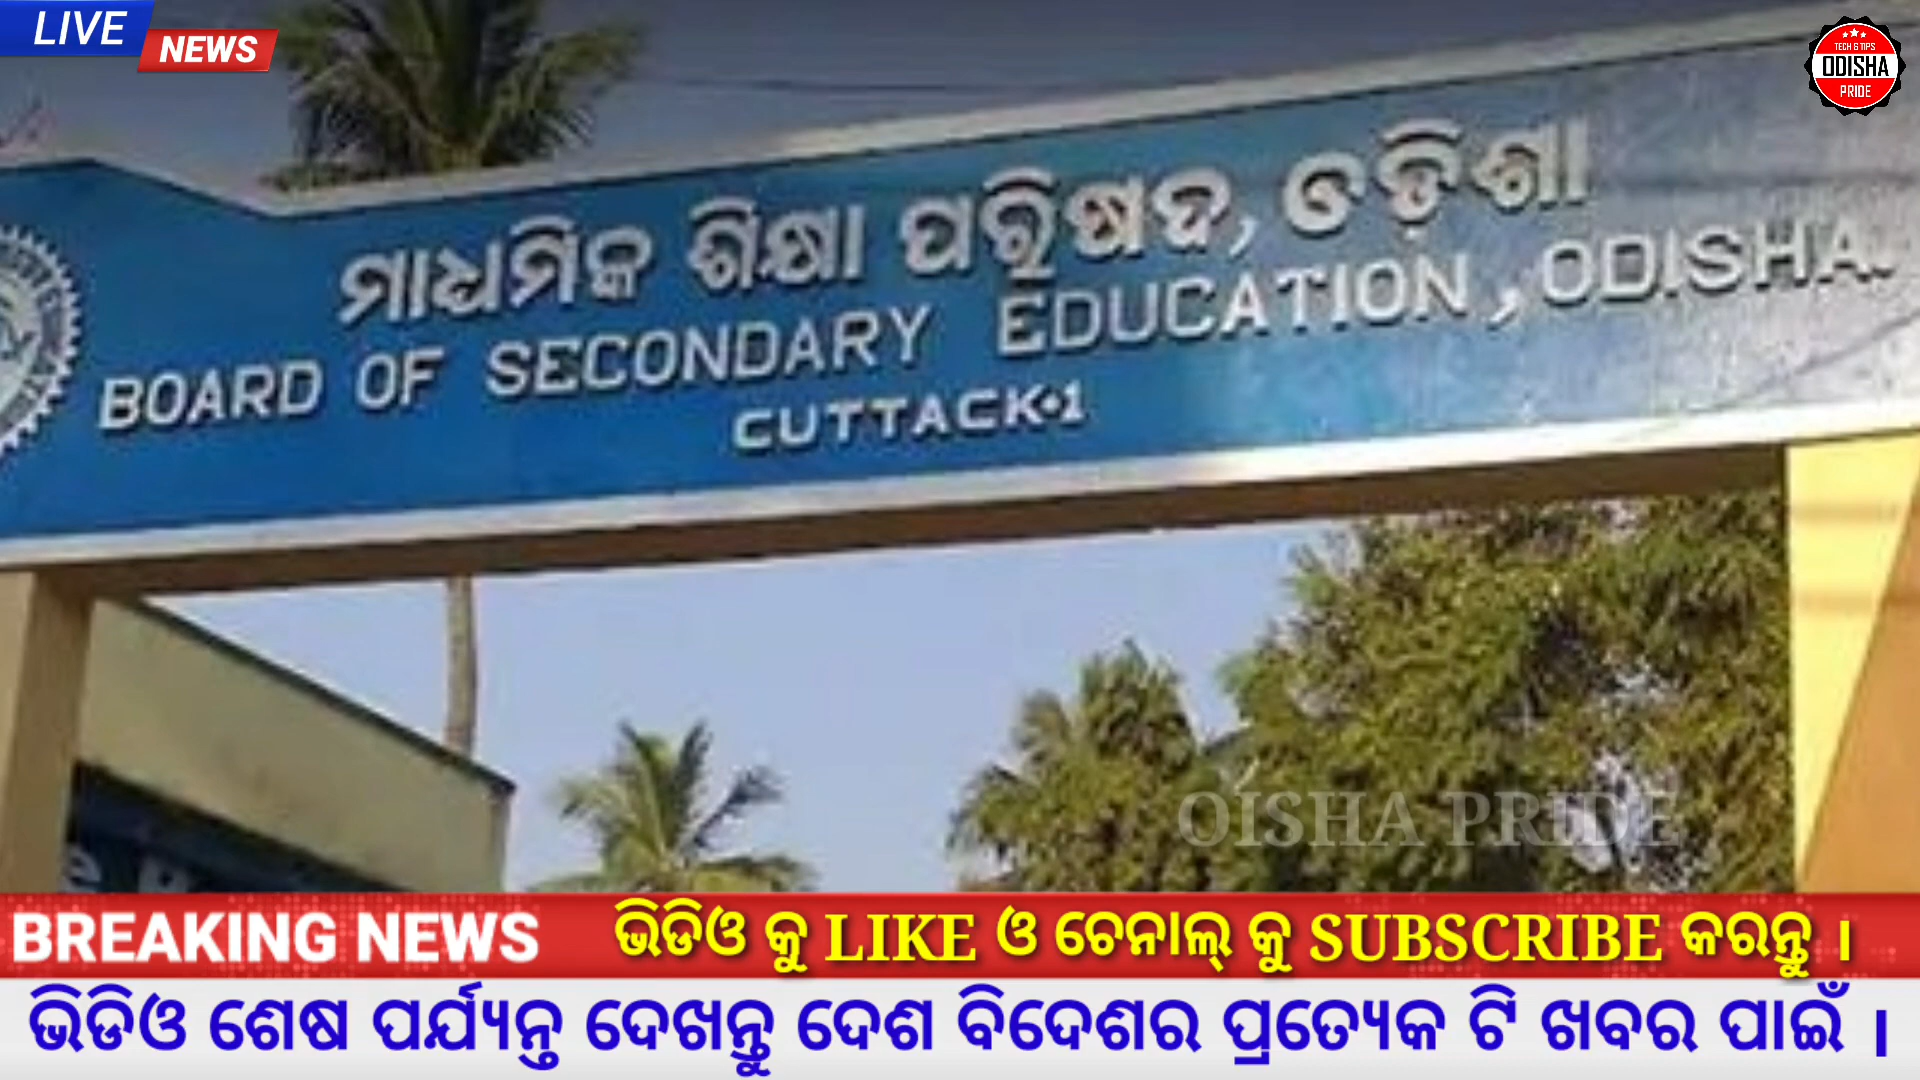 LIVE
NEWS
TECH & TIPS
ODISHA
PRIDE
ମାଧ୍ୟମିକ ଶିକ୍ଷା ପରିଷଦ, ଓଡ଼ିଶା
BOARD OF SECONDARY EDUCATION, ODISHA.
CUTTACK-1
OISHA PRIDE
BREAKING NEWS
ଭିଡିଓ କୁ LIKE ଓ ଚେନାଲ୍ କୁ SUBSCRIBE କରନ୍ତୁ ।
ଭିଡିଓ ଶେଷ ପର୍ଯ୍ୟନ୍ତ ଦେଖନ୍ତୁ ଦେଶ ବିଦେଶର ପ୍ରତ୍ୟେକ ଟି ଖବର ପାଇଁ ।